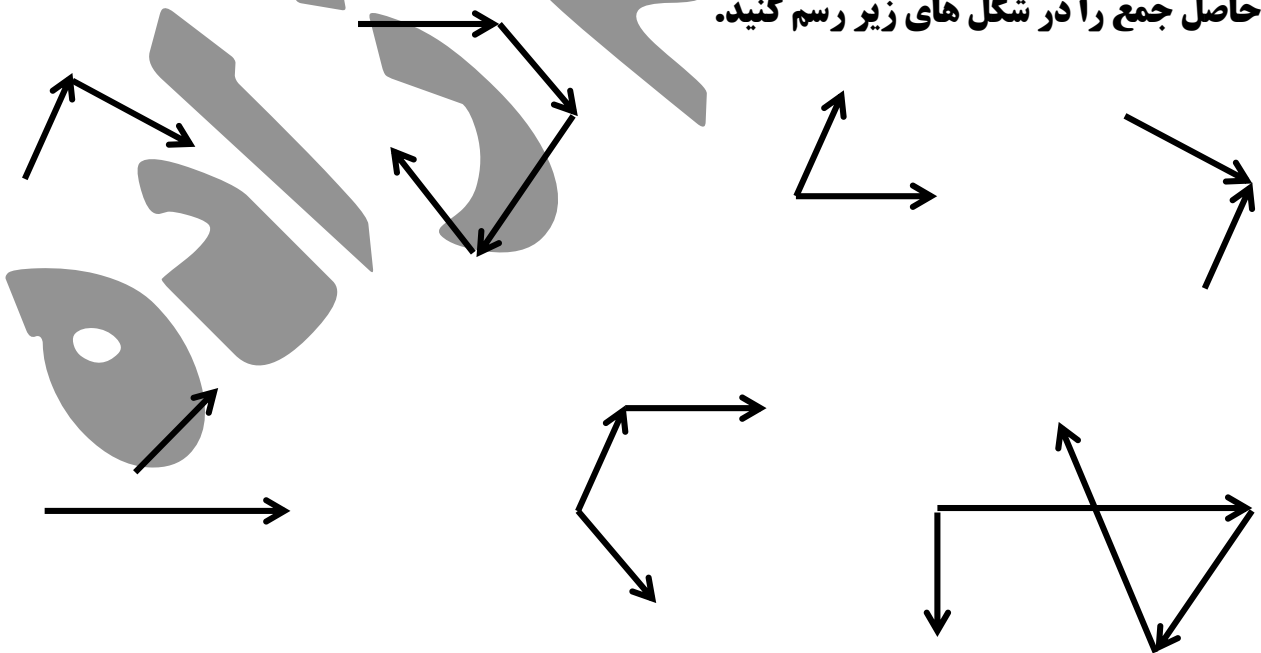 حاصل جمع را در شکل های زیر رسم کنید.